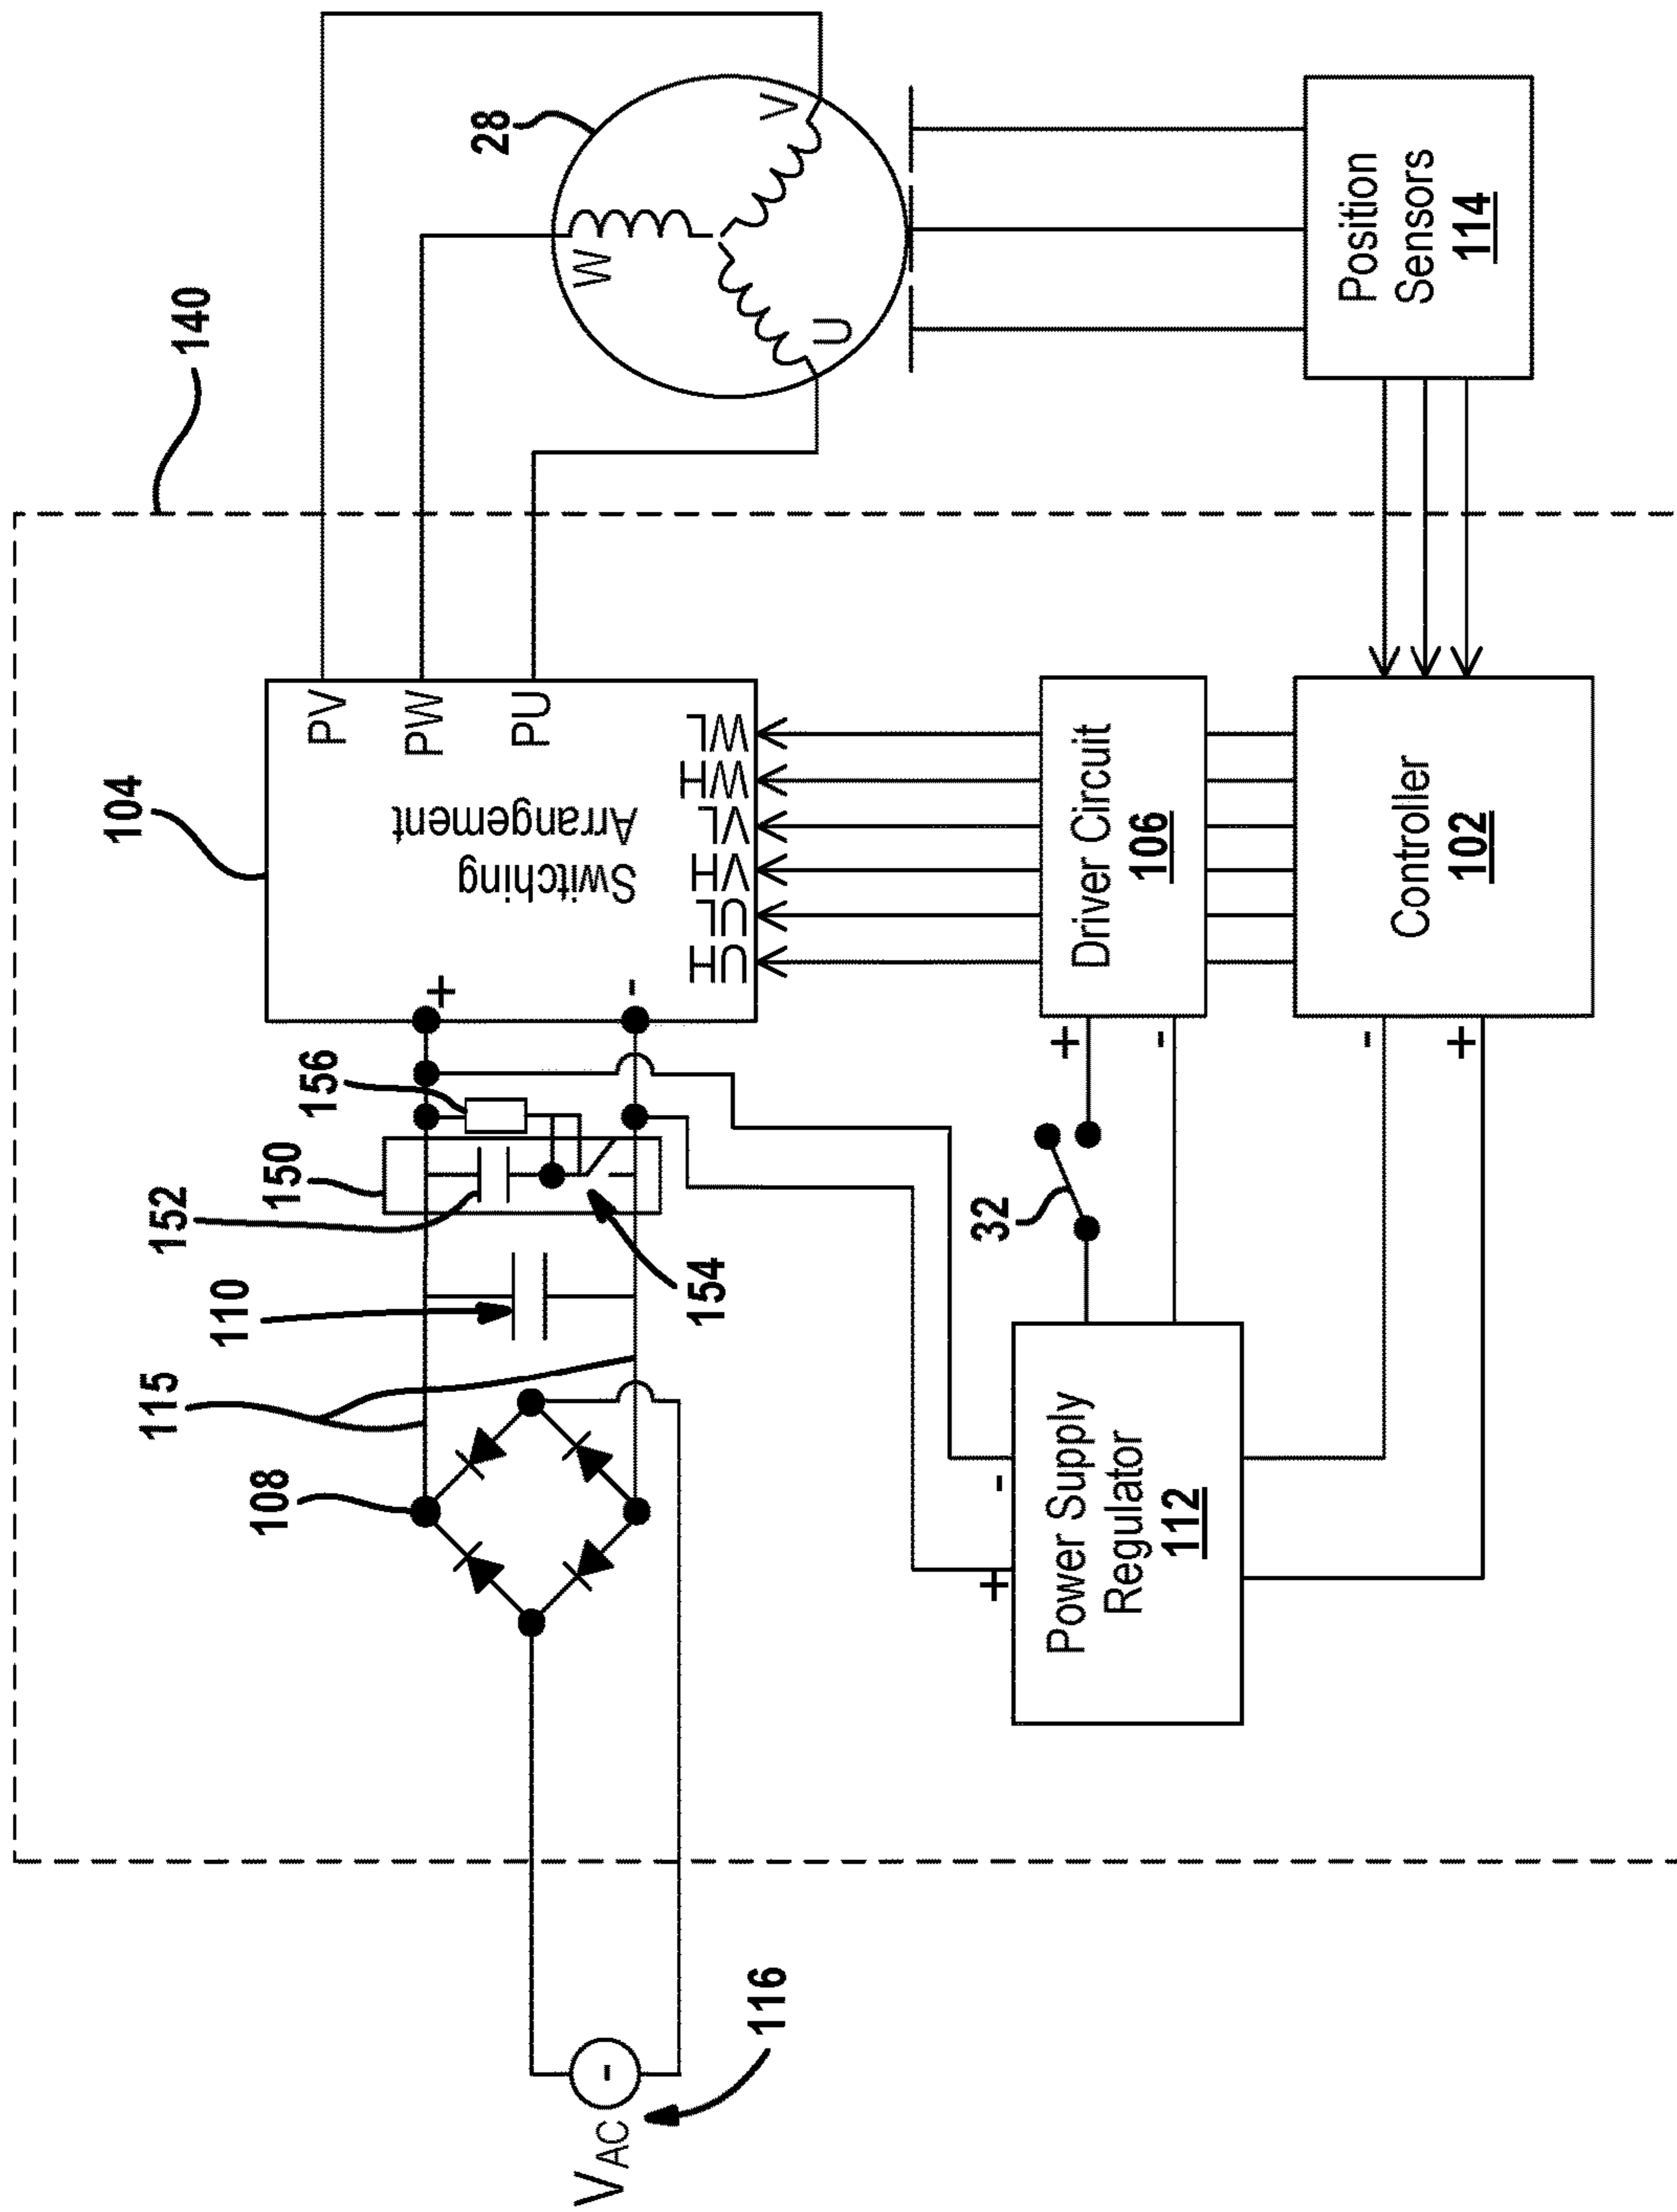 140
104
28
PV
PW
PU
W
V
U
Switching
Arrangement
UH
UL
VH
VL
WH
WL
+
-
156
150
152
110
154
115
108
V AC
-
116
32
+
-
Power Supply
Regulator
112
+
-
Driver Circuit
106
-
+
Controller
102
Position
Sensors
114